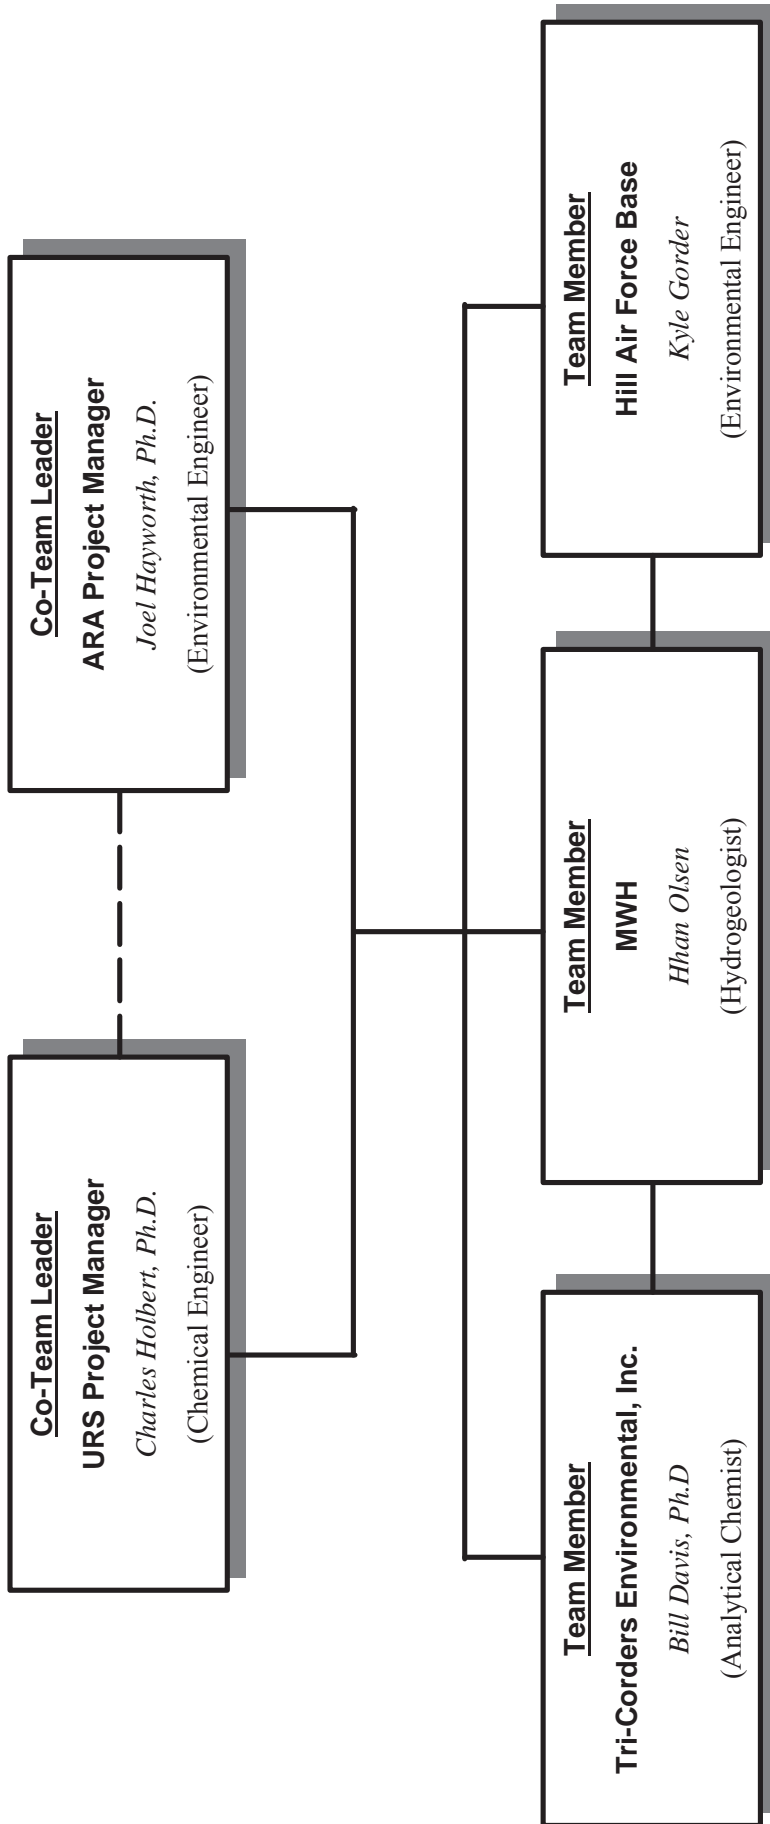 Co-Team Leader
URS Project Manager
Charles Holbert, Ph.D.
(Chemical Engineer)
Co-Team Leader
ARA Project Manager
Joel Hayworth, Ph.D.
(Environmental Engineer)
Team Member
Tri-Corders Environmental, Inc.
Bill Davis, Ph.D
(Analytical Chemist)
Team Member
MWH
Hhan Olsen
(Hydrogeologist)
Team Member
Hill Air Force Base
Kyle Gorder
(Environmental Engineer)